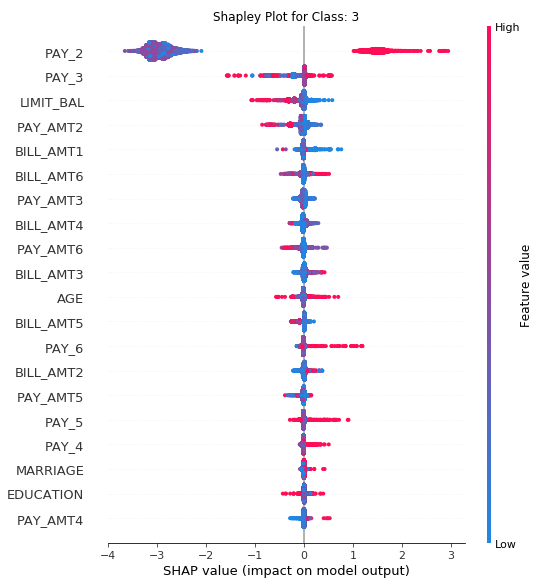 Shapley Plot for Class: 3
High
PAY_2
PAY_3
LIMIT_BAL
PAY_AMT2
BILL_AMT1
BILL_AMT6
PAY_AMT3
BILL_AMT4
PAY_AMT6
BILL_AMT3
AGE
BILL_AMT5
PAY_6
BILL_AMT2
PAY_AMT5
PAY_5
PAY_4
MARRIAGE
EDUCATION
PAY_AMT4
Feature value
Low
−4 −3 −2 −1 0 1 2 3
SHAP value (impact on model output)